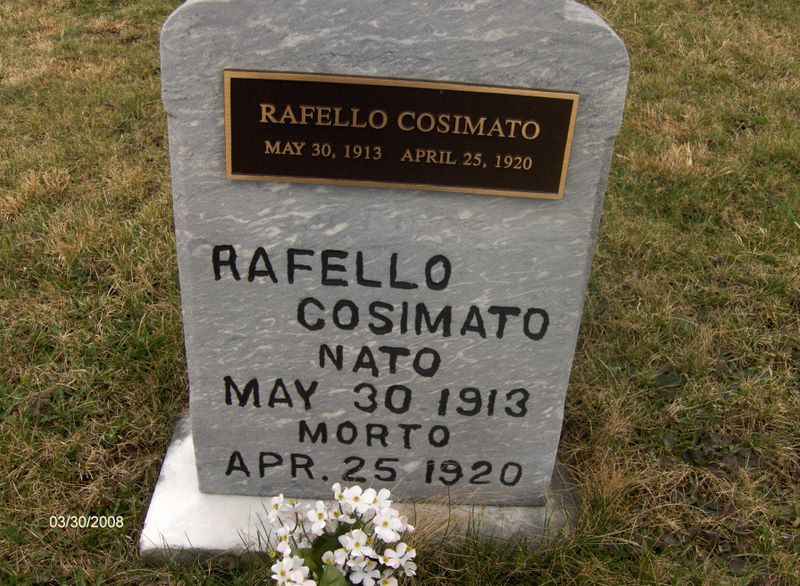 RAFELLO COSIMATO
MAY 30, 1913 APRIL 25, 1920
RAFELLO
COSIMATO
NATO
MAY 30 1913
MORTO
APR. 25 1920
03/30/2008